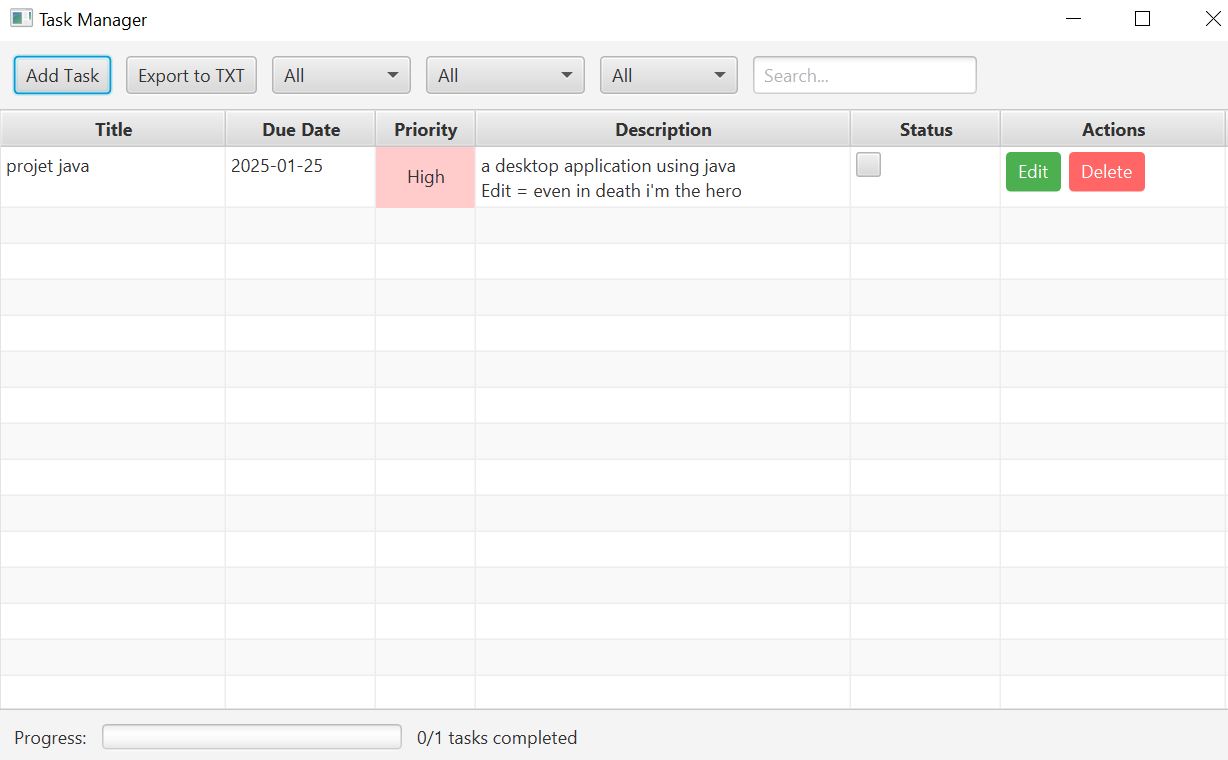 Task Manager
Add Task Export to TXT All All All Search...
Title Due Date Priority Description Status Actions
projet java 2025-01-25 High a desktop application using java Edit Delete
Edit = even in death i'm the hero
Progress: 0/1 tasks completed